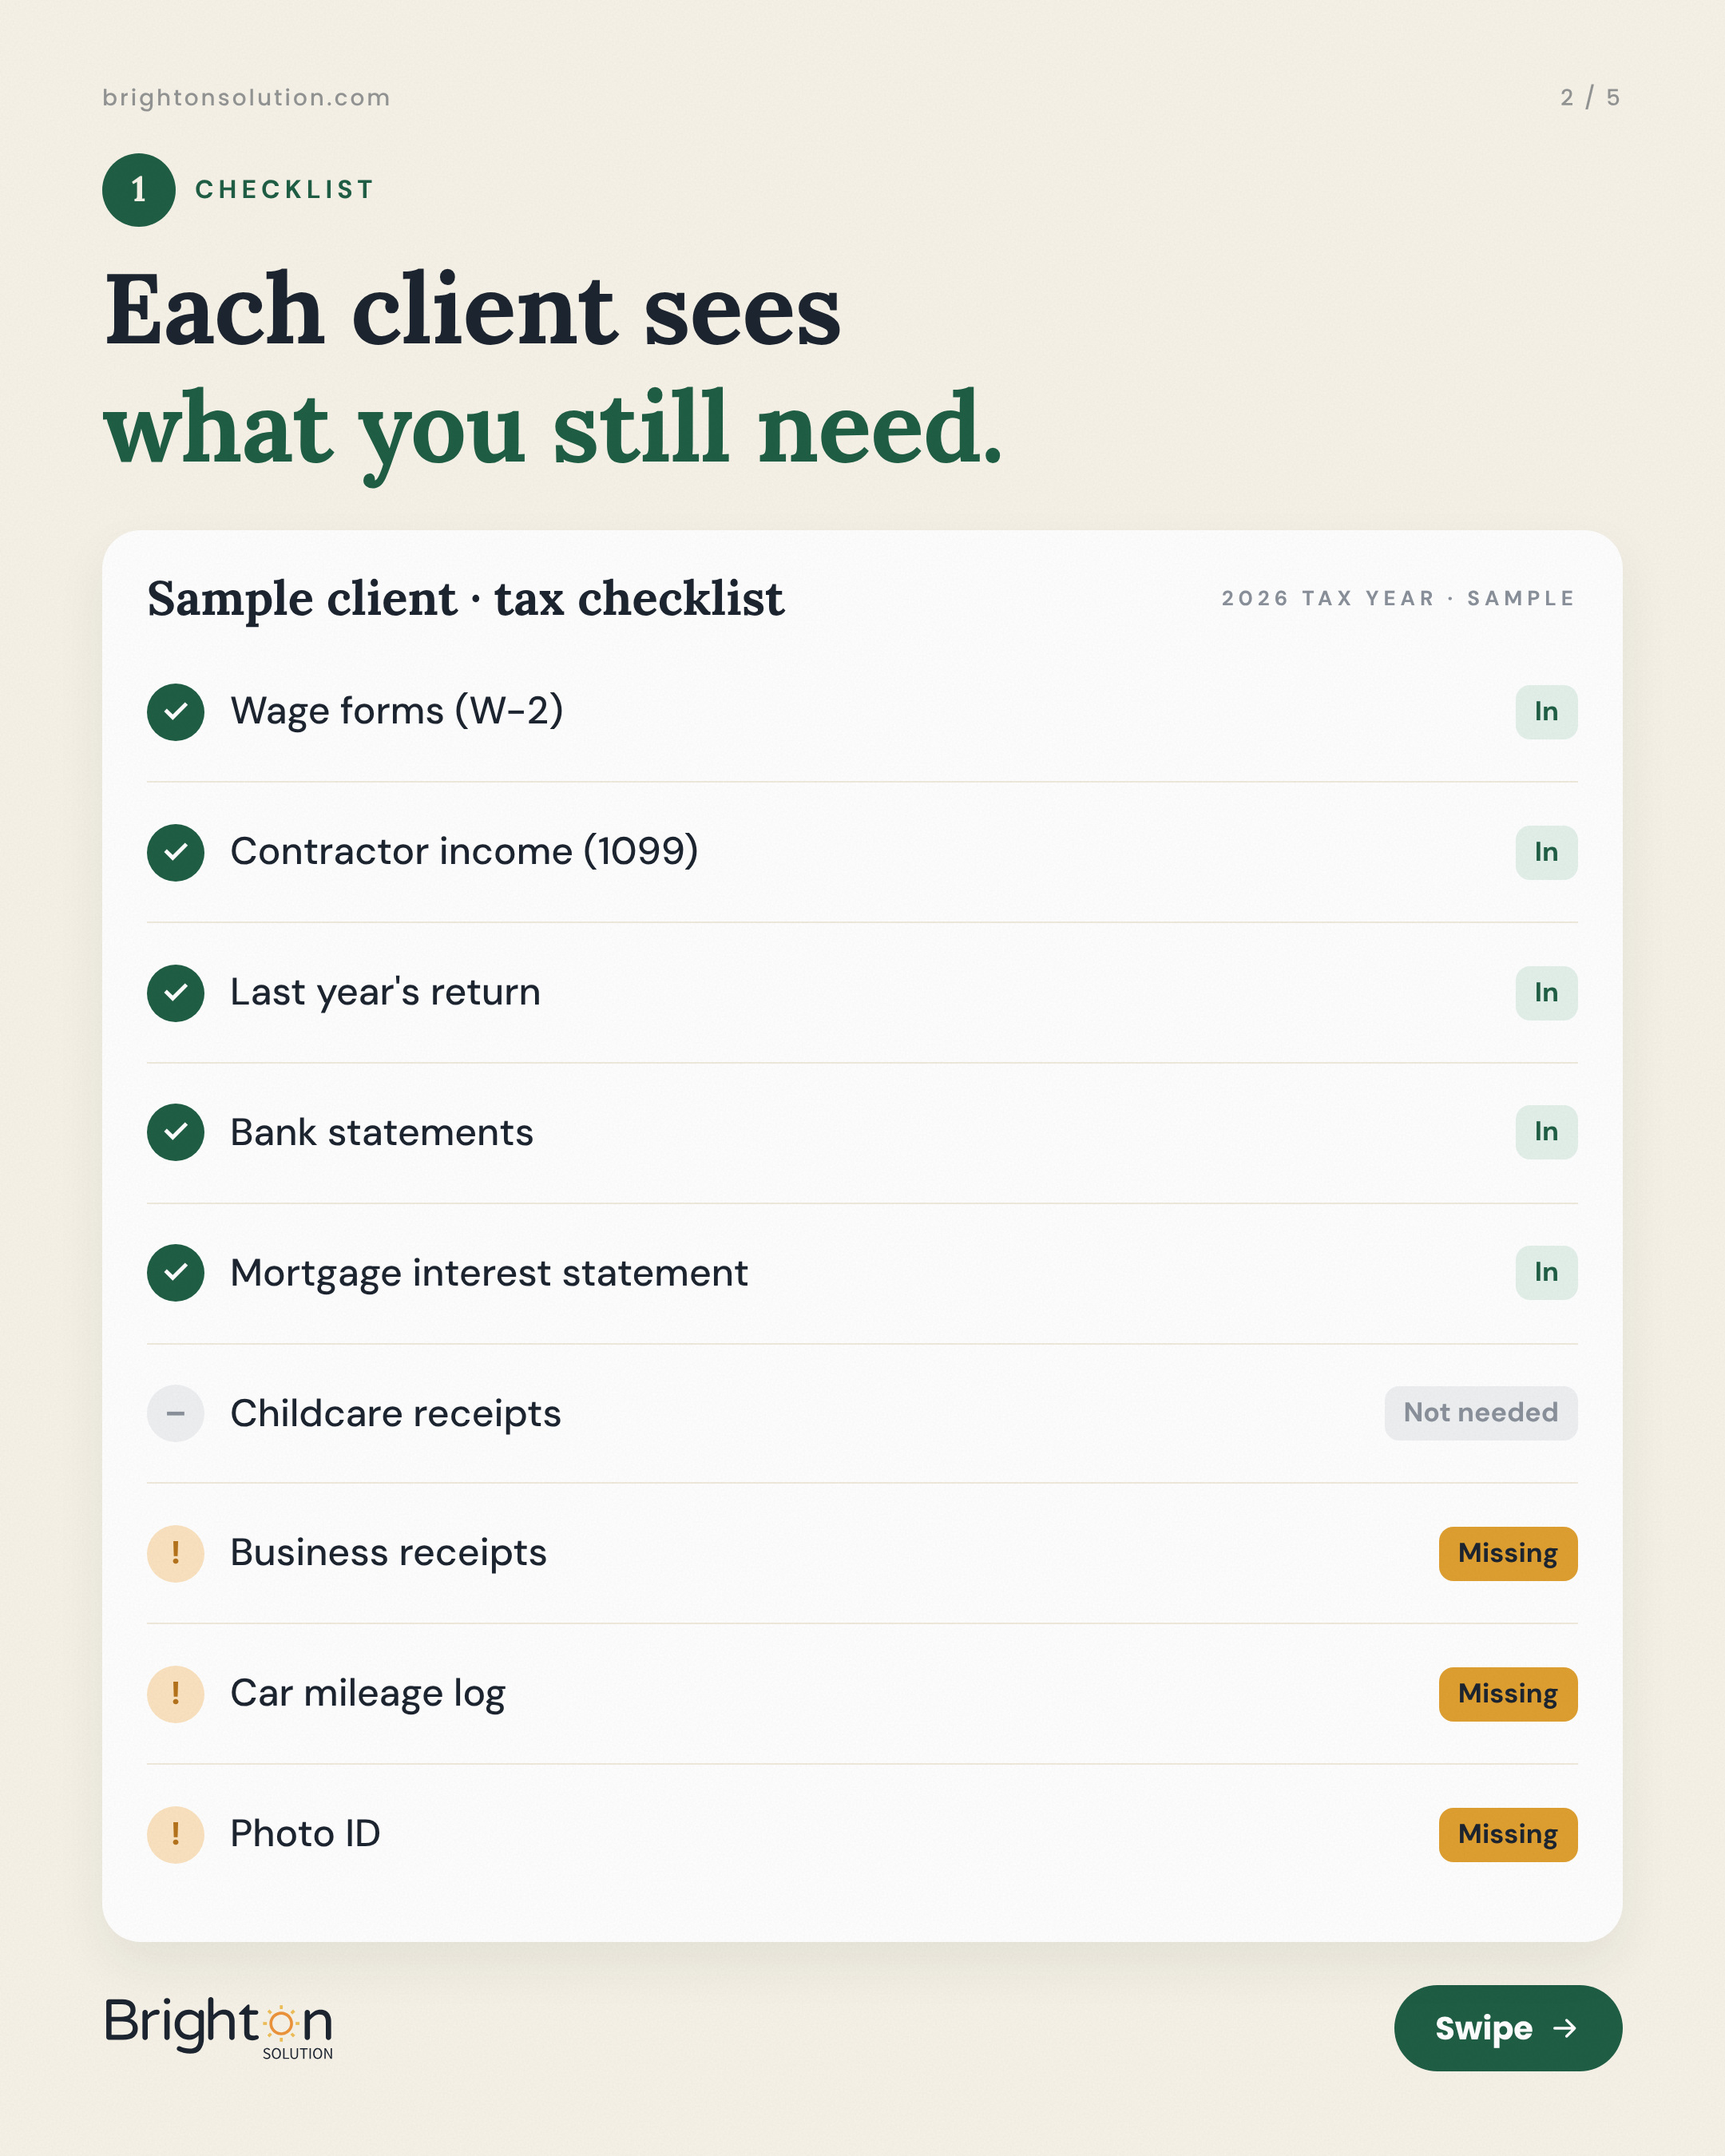 brightonsolution.com
2 / 5
1 CHECKLIST
Each client sees
what you still need.
Sample client · tax checklist
2026 TAX YEAR · SAMPLE
Wage forms (W-2) In
Contractor income (1099) In
Last year's return In
Bank statements In
Mortgage interest statement In
Childcare receipts Not needed
! Business receipts Missing
! Car mileage log Missing
! Photo ID Missing
Brighton
SOLUTION
Swipe →